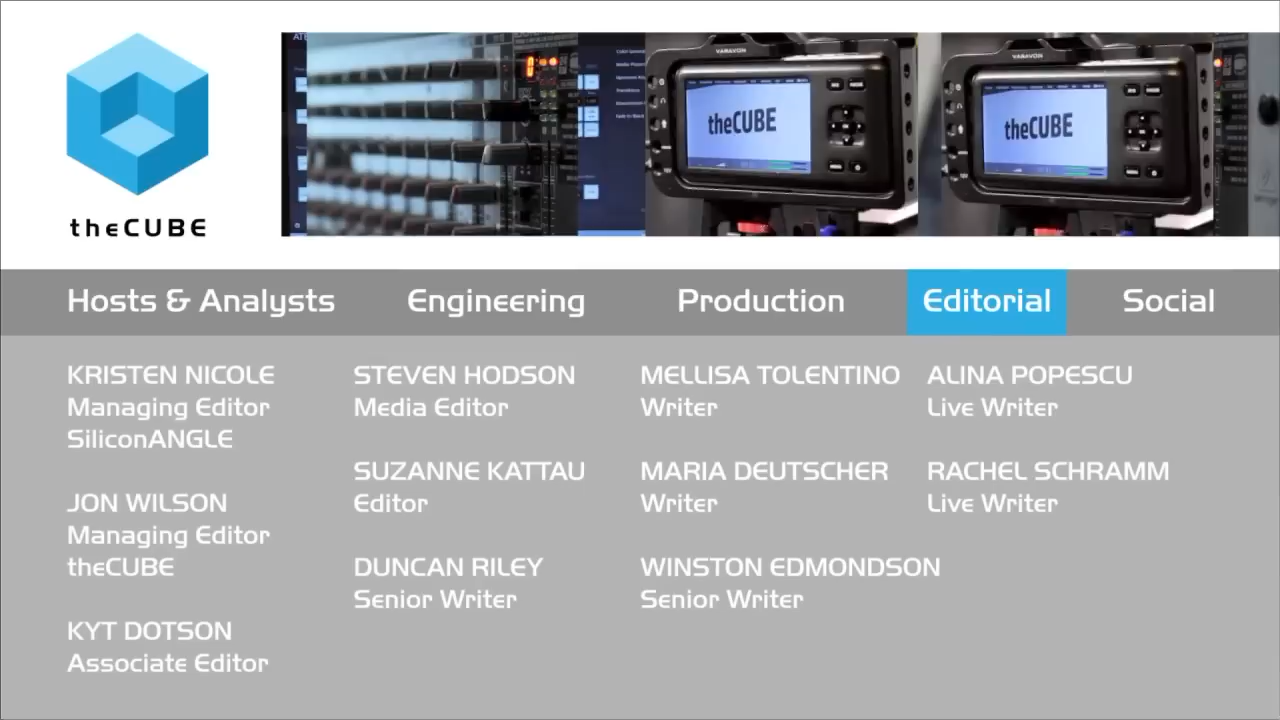 theCUBE
VARAVON
theCUBE
VARAVON
theCUBE
Hosts & Analysts
Engineering
Production
Editorial
Social
KRISTEN NICOLE
Managing Editor
SiliconANGLE
JON WILSON
Managing Editor
theCUBE
KYT DOTSON
Associate Editor
STEVEN HODSON
Media Editor
SUZANNE KATTAU
Editor
DUNCAN RILEY
Senior Writer
MELLISA TOLENTINO
Writer
MARIA DEUTSCHER
Writer
WINSTON EDMONDSON
Senior Writer
ALINA POPESCU
Live Writer
RACHEL SCHRAMM
Live Writer